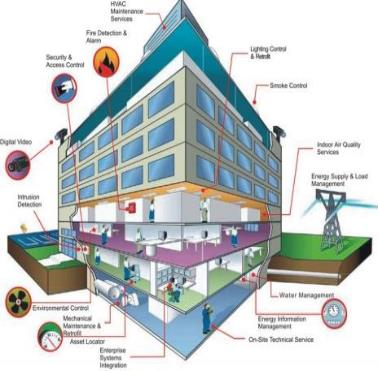 HVAC
Maintenance
Services
Fire Detection &
Alarm
Security &
Access Control
Lighting Control
& Retrofit
Smoke Control
Digital Video
Indoor Air Quality
Services
Energy Supply & Load
Management
Intrusion
Detection
Environmental Control
Mechanical
Maintenance &
Retrofit
Asset Locator
Enterprise
Systems
Integration
Water Management
Energy Information
Management
On-Site Technical Service